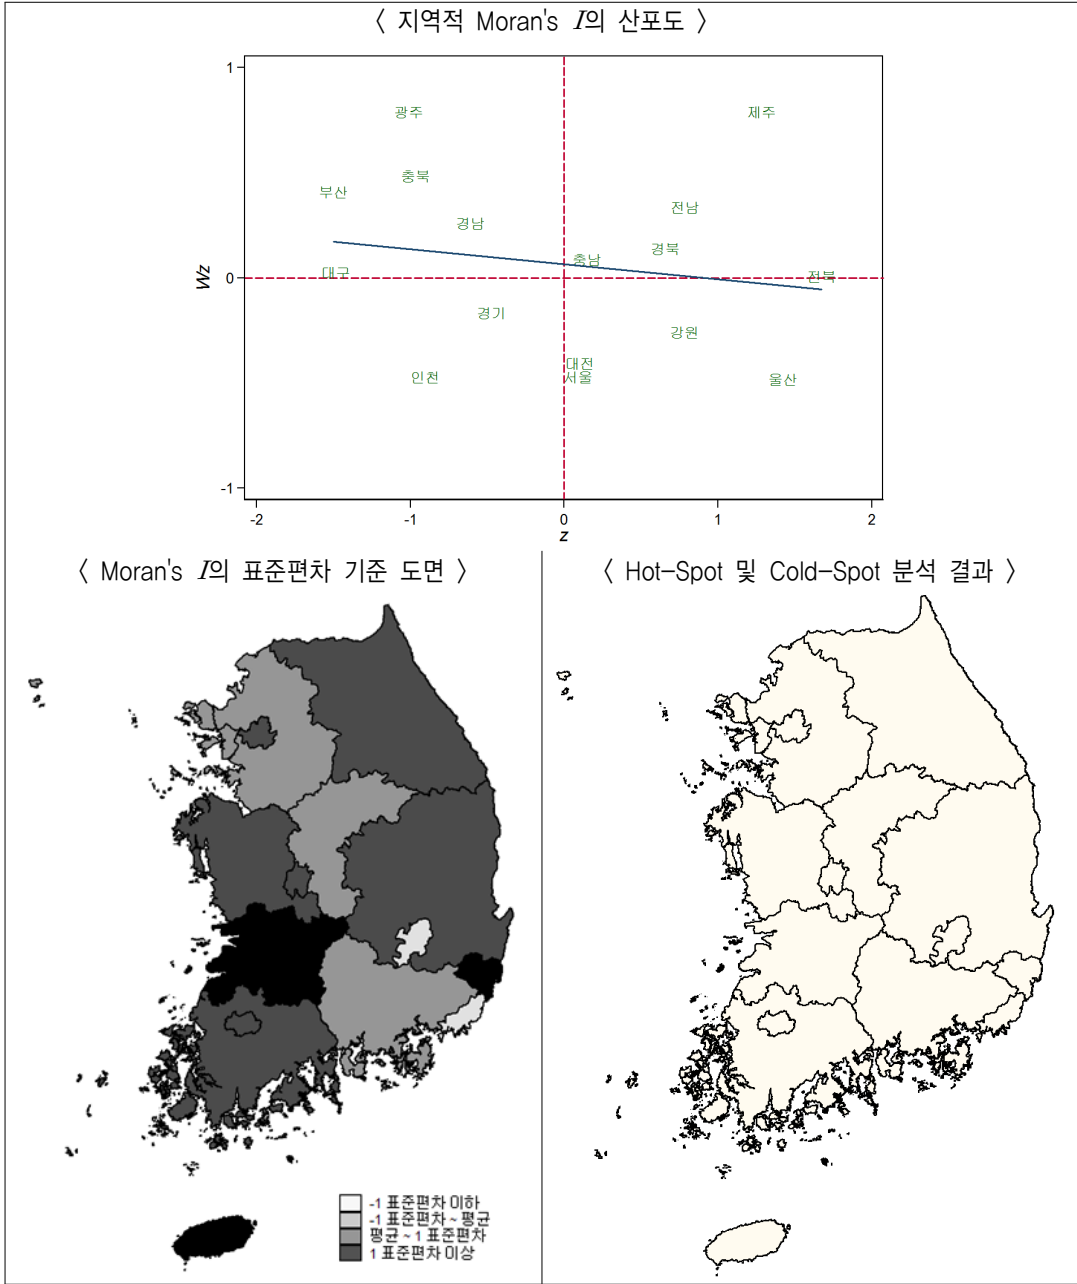 〈 지역적 Moran's I의 산포도 〉
1
광주
제주
충북
부산
전남
경남
경북
충남
대구
전북
0
Wz
경기
강원
대전
인천
서울
울산
-1
-2
-1
0
1
2
z
〈 Moran's I의 표준편차 기준 도면 〉
〈 Hot-Spot 및 Cold-Spot 분석 결과 〉
-1 표준편차 이하
-1 표준편차 ~ 평균
평균 ~ 1 표준편차
1 표준편차 이상